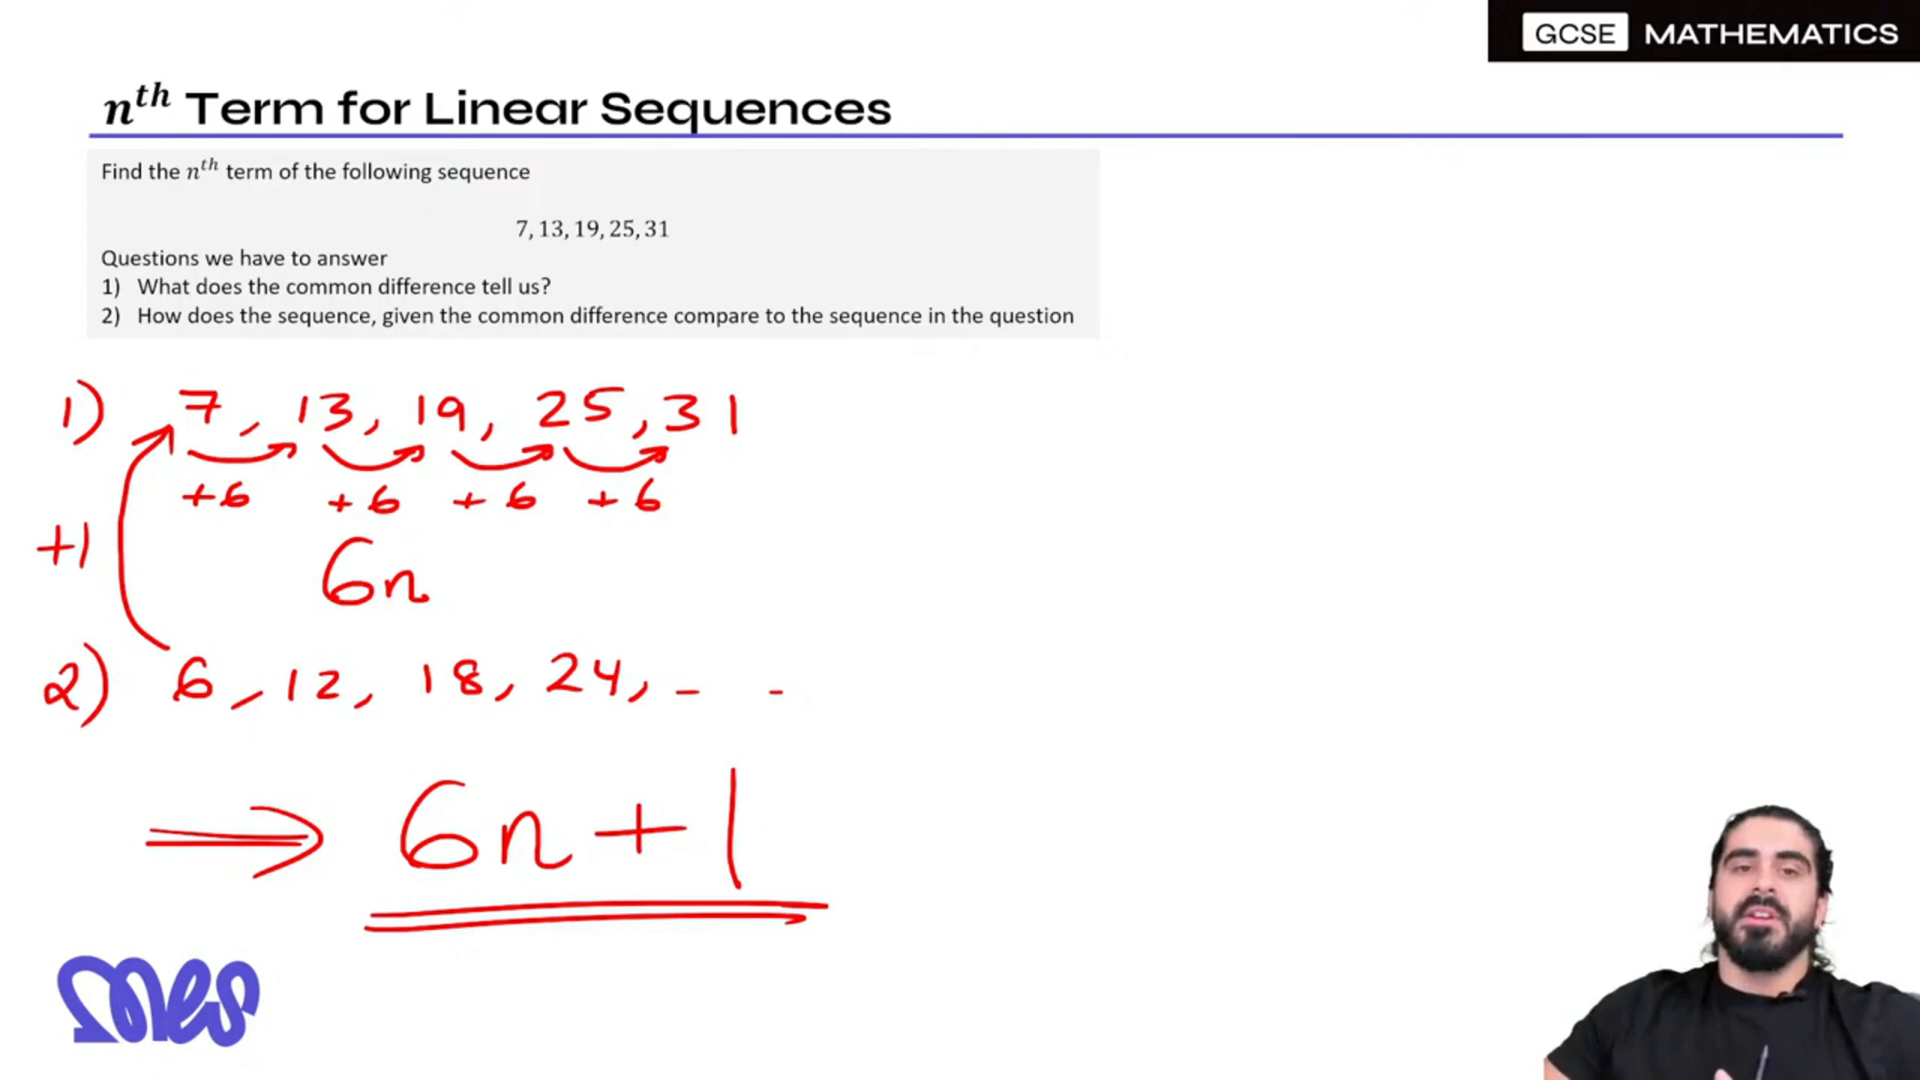 GCSE MATHEMATICS
nth Term for Linear Sequences
Find the nth term of the following sequence
7, 13, 19, 25, 31
Questions we have to answer
1) What does the common difference tell us?
2) How does the sequence, given the common difference compare to the sequence in the question
1) 7, 13, 19, 25, 31
+6 +6 +6 +6
+1
6n
2) 6, 12, 18, 24, - -
⇒ 6n+1
mes